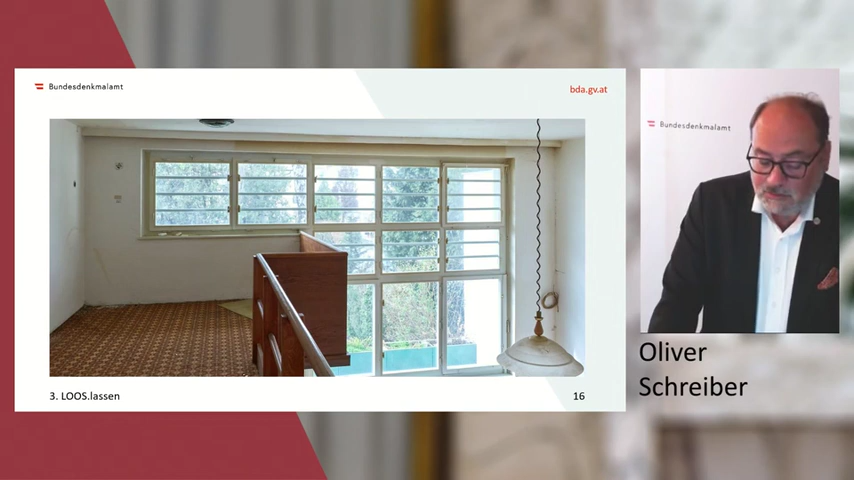 Bundesdenkmalamt
bda.gv.at
3. LOOS.lassen
16
Bundesdenkmalamt
Oliver
Schreiber